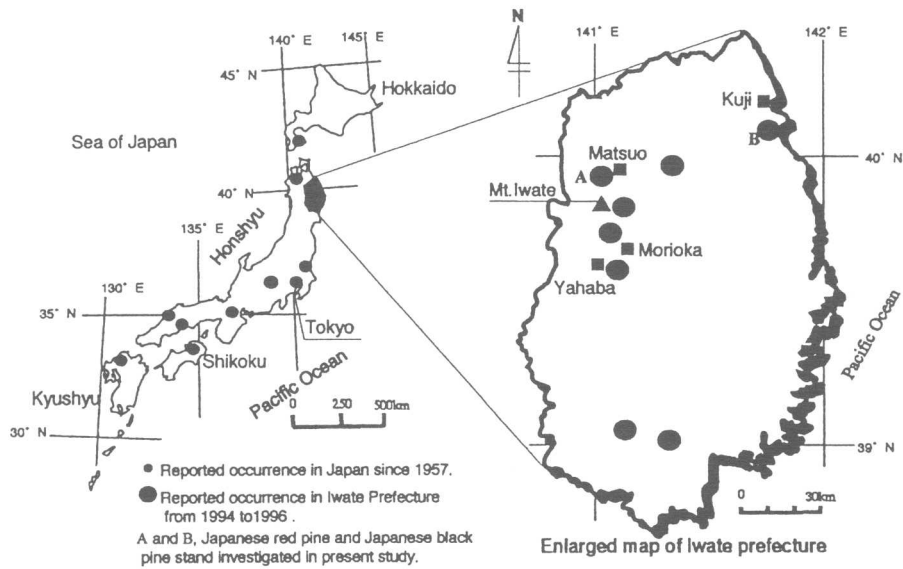 140° E
145° E
45° N
Hokkaido
Sea of Japan
40° N
Honshyu
135° E
130° E
35° N
Tokyo
Shikoku
Pacific Ocean
Kyushyu
0 250 500km
30° N
Reported occurrence in Japan since 1957.
Reported occurrence in Iwate Prefecture
from 1994 to1996 .
A and B, Japanese red pine and Japanese black
pine stand investigated in present study.
N
141° E
142° E
Kuji
B
40° N
Matsuo
A
Mt. Iwate
Morioka
Yahaba
Pacific Ocean
39° N
0 30km
Enlarged map of Iwate prefecture